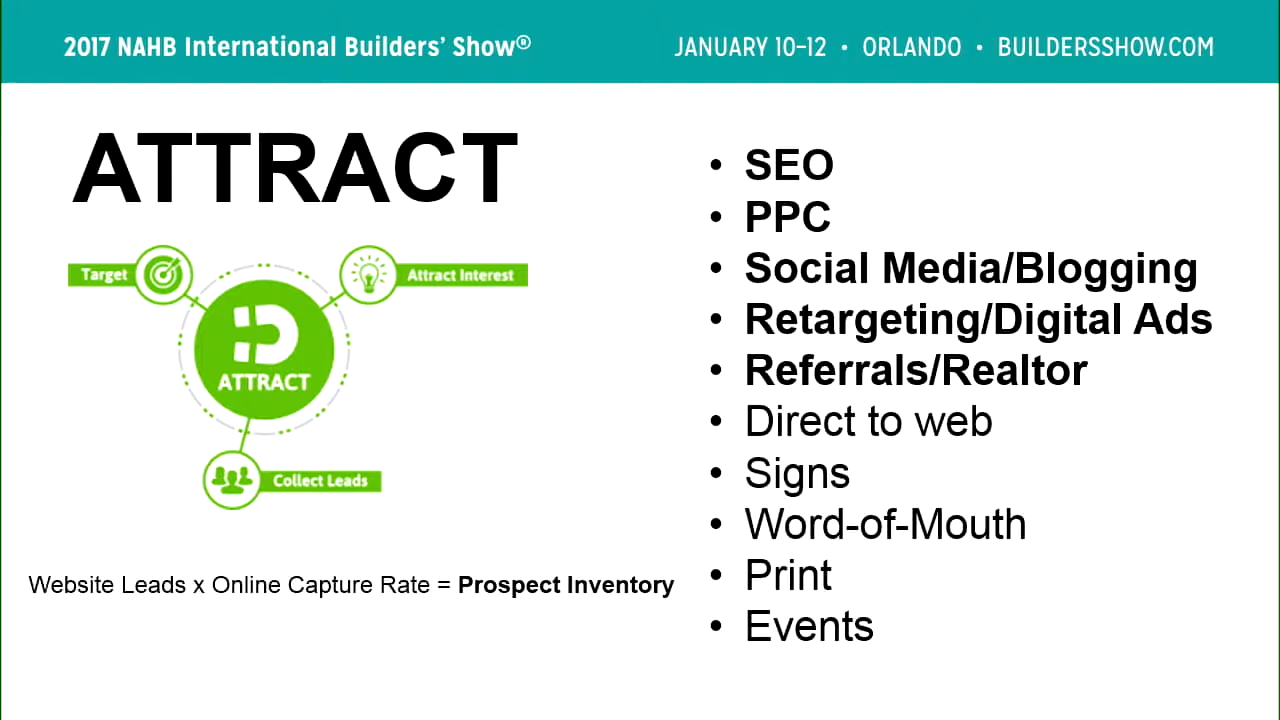 2017 NAHB International Builders' Show®
JANUARY 10–12 • ORLANDO • BUILDERSSHOW.COM
ATTRACT
Target
Attract Interest
ATTRACT
Collect Leads
Website Leads x Online Capture Rate = Prospect Inventory
• SEO
• PPC
• Social Media/Blogging
• Retargeting/Digital Ads
• Referrals/Realtor
• Direct to web
• Signs
• Word-of-Mouth
• Print
• Events